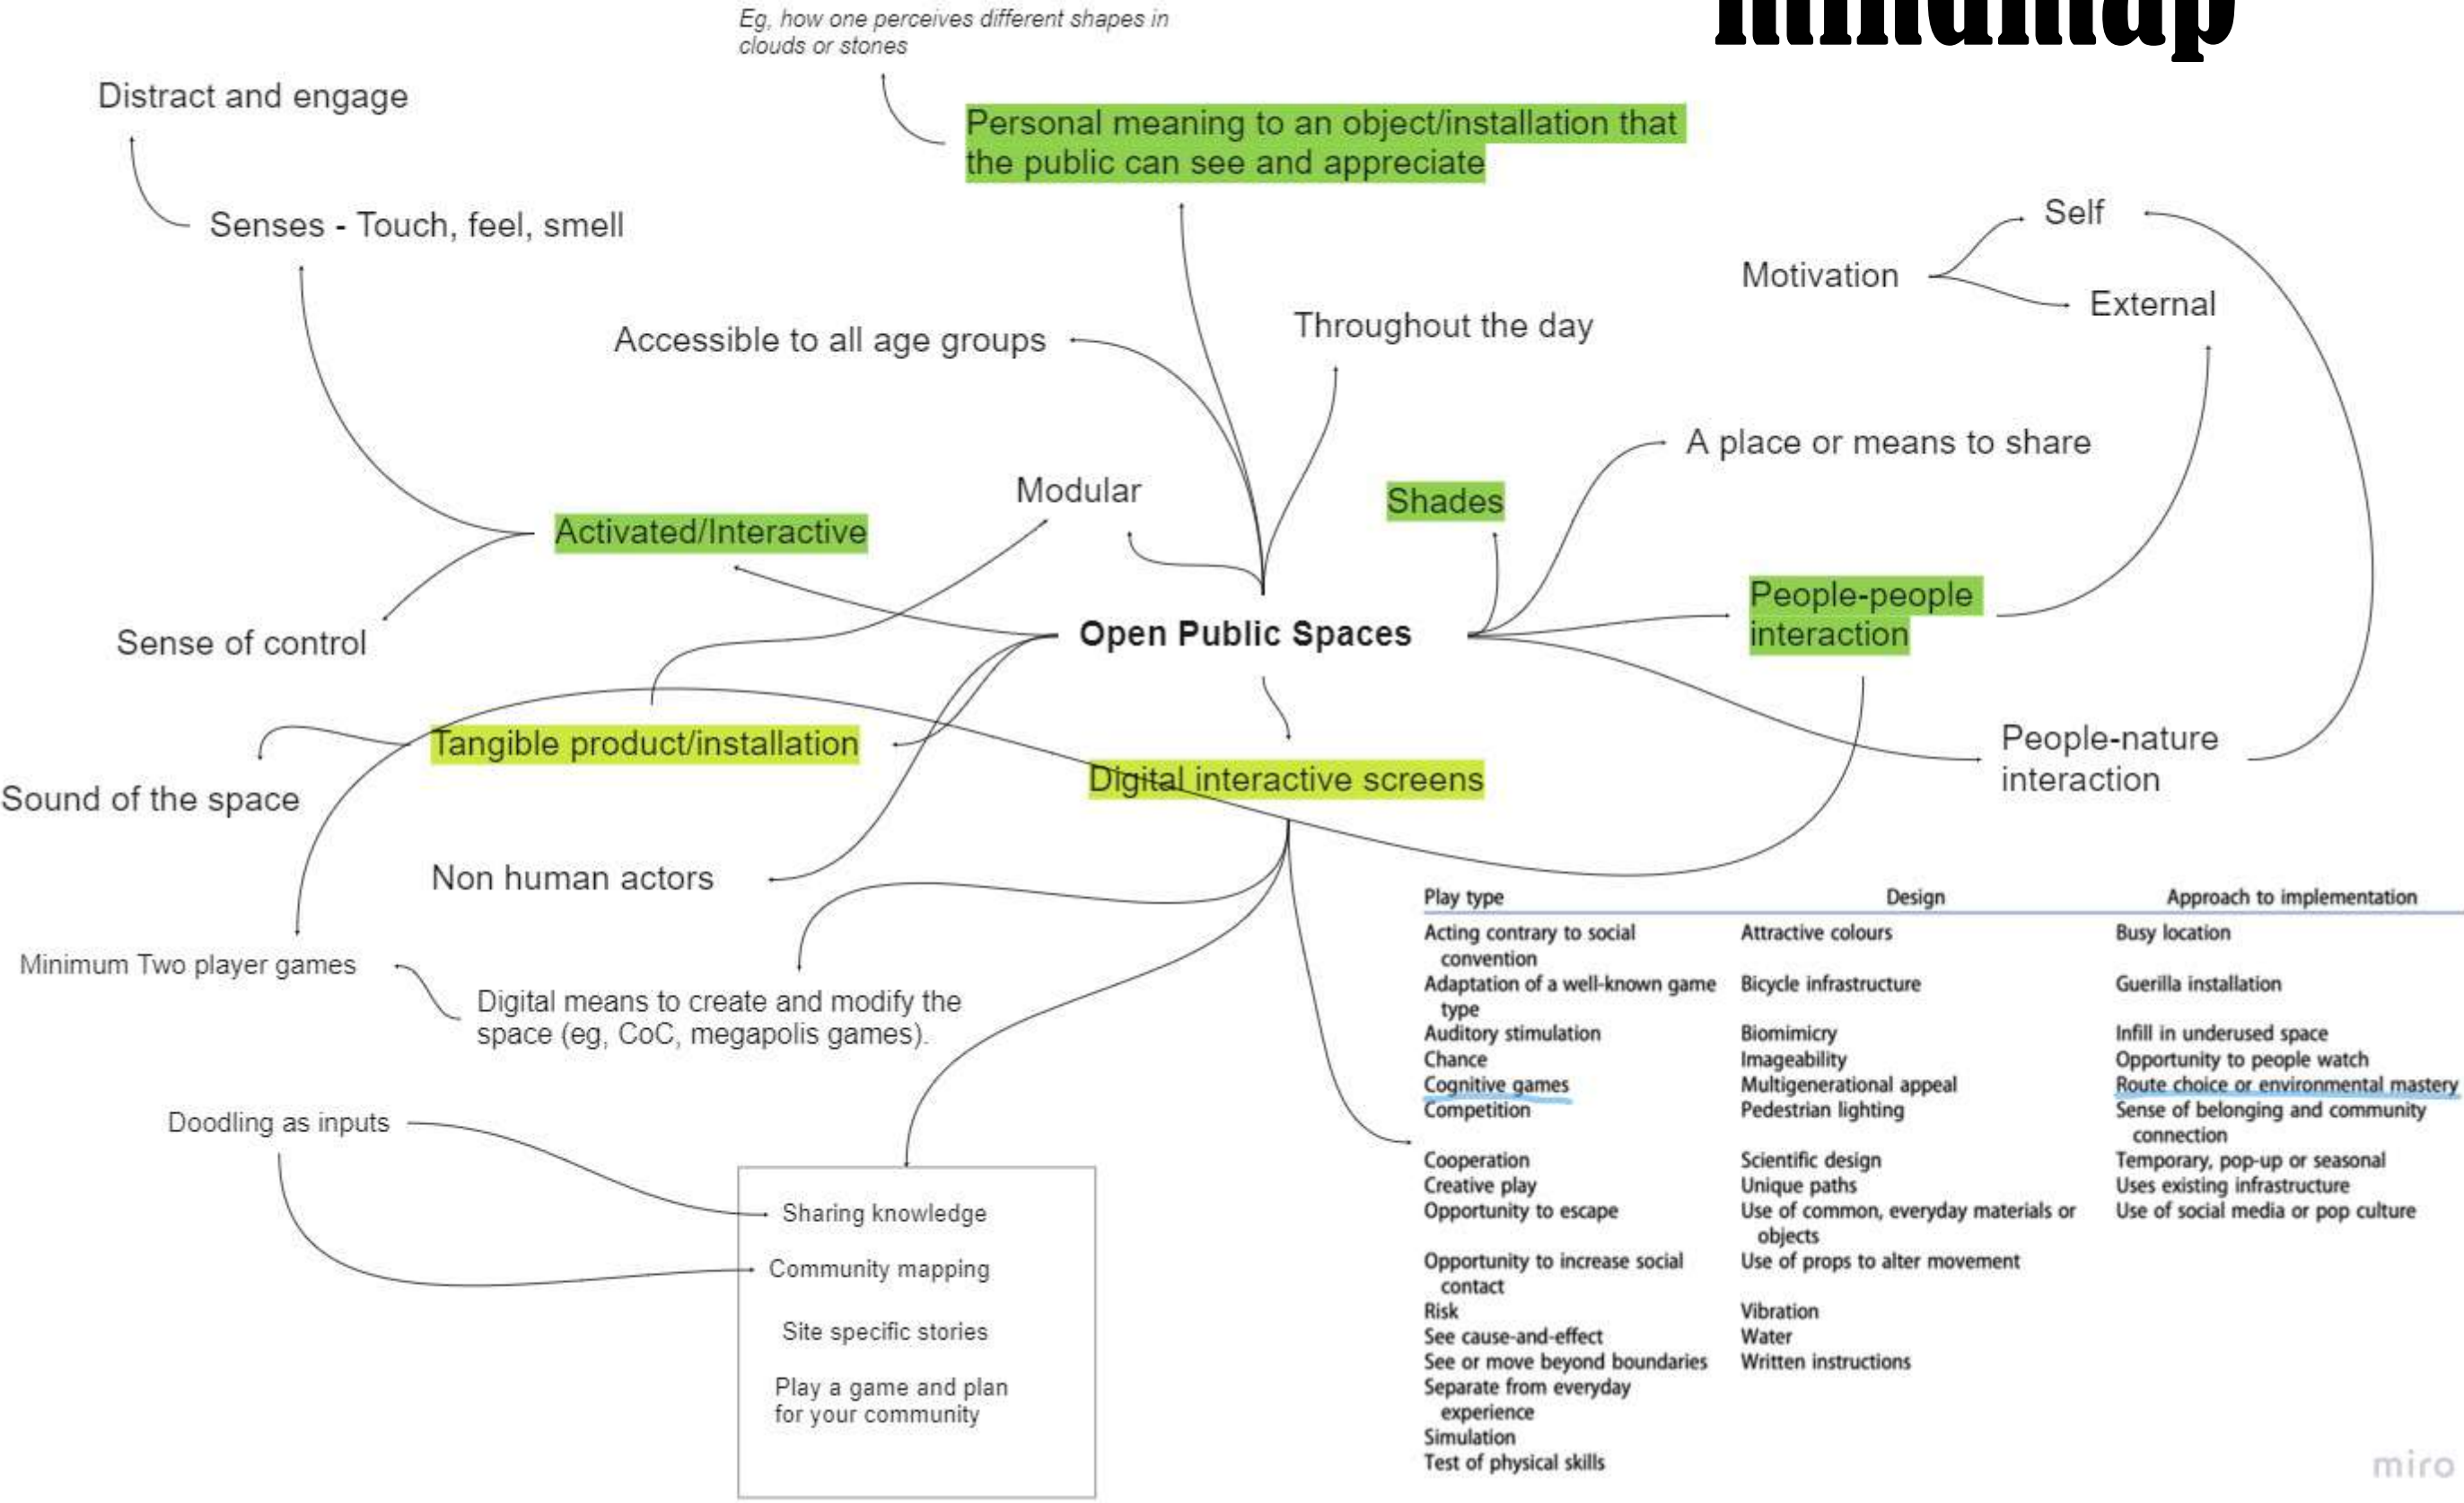 mindmap
Eg, how one perceives different shapes in
clouds or stones
Distract and engage
Personal meaning to an object/installation that
the public can see and appreciate
Senses - Touch, feel, smell
Self
Motivation
External
Accessible to all age groups
Throughout the day
A place or means to share
Modular
Shades
Activated/Interactive
People-people
interaction
Open Public Spaces
Sense of control
Tangible product/installation
People-nature
interaction
Digital interactive screens
Sound of the space
Non human actors
Minimum Two player games
Digital means to create and modify the
space (eg, CoC, megapolis games).
Doodling as inputs
Sharing knowledge
Community mapping
Site specific stories
Play a game and plan
for your community
Play type Design Approach to implementation
Acting contrary to social Attractive colours Busy location
convention
Adaptation of a well-known game Bicycle infrastructure Guerilla installation
type
Auditory stimulation Biomimicry Infill in underused space
Chance Imageability Opportunity to people watch
Cognitive games Multigenerational appeal Route choice or environmental mastery
Competition Pedestrian lighting Sense of belonging and community
connection
Cooperation Scientific design Temporary, pop-up or seasonal
Creative play Unique paths Uses existing infrastructure
Opportunity to escape Use of common, everyday materials or Use of social media or pop culture
objects
Opportunity to increase social Use of props to alter movement
contact
Risk Vibration
See cause-and-effect Water
See or move beyond boundaries Written instructions
Separate from everyday
experience
Simulation
Test of physical skills
miro